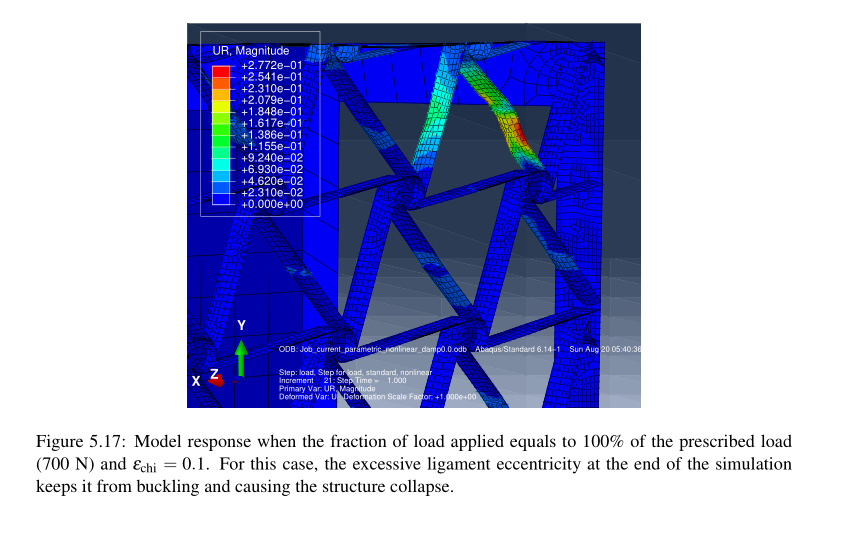 UR, Magnitude
+2.772e−01
+2.541e−01
+2.310e−01
+2.079e−01
+1.848e−01
+1.617e−01
+1.386e−01
+1.155e−01
+9.240e−02
+6.930e−02
+4.620e−02
+2.310e−02
+0.000e+00
Y
X Z
ODB: Job_current_parametric_nonlinear_damp0.0.odb Abaqus/Standard 6.14−1 Sun Aug 20 05:40:36
Step: load, Step for load, standard, nonlinear
Increment 21: Step Time = 1.000
Primary Var: UR, Magnitude
Deformed Var: U Deformation Scale Factor: +1.000e+00
Figure 5.17: Model response when the fraction of load applied equals to 100% of the prescribed load
(700 N) and ε_chi = 0.1. For this case, the excessive ligament eccentricity at the end of the simulation
keeps it from buckling and causing the structure collapse.